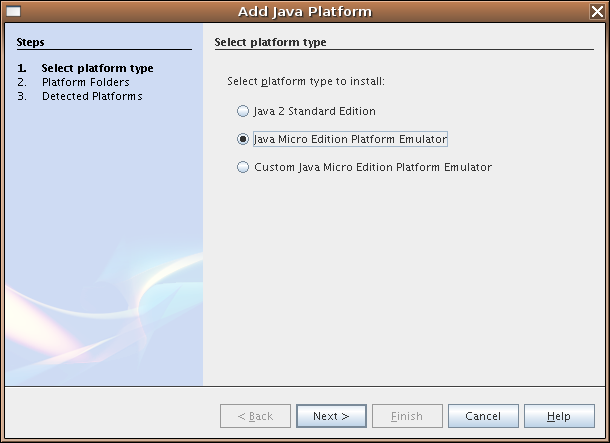 Add Java Platform
Steps
1. Select platform type
2. Platform Folders
3. Detected Platforms
Select platform type
Select platform type to install:
Java 2 Standard Edition
Java Micro Edition Platform Emulator
Custom Java Micro Edition Platform Emulator
< Back
Next >
Finish
Cancel
Help